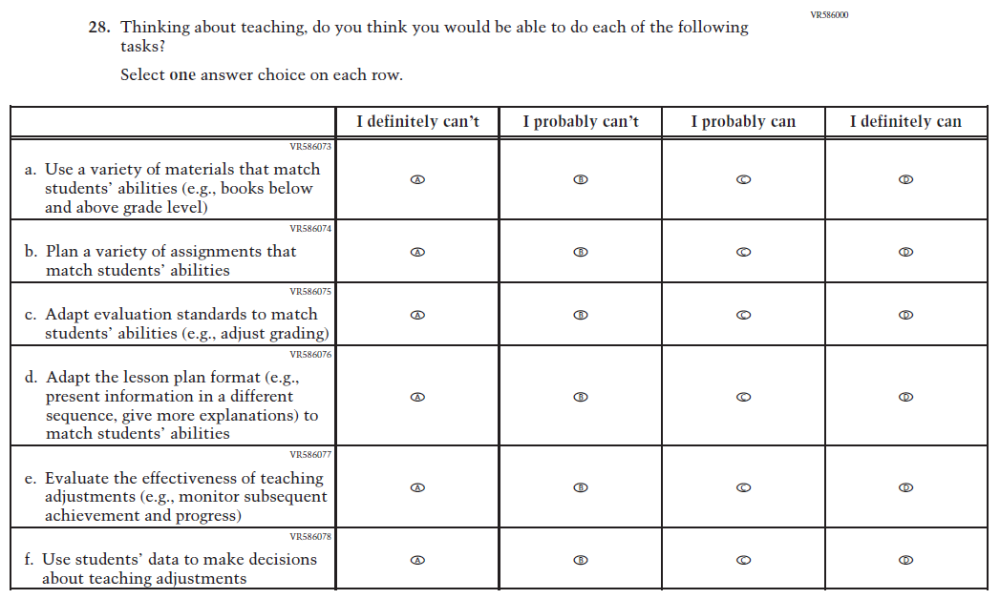 VR586000
28. Thinking about teaching, do you think you would be able to do each of the following
tasks?
Select one answer choice on each row.
I definitely can't I probably can't I probably can I definitely can
VR586073
a. Use a variety of materials that match
students' abilities (e.g., books below
and above grade level)
A B C D
VR586074
b. Plan a variety of assignments that
match students' abilities
A B C D
VR586075
c. Adapt evaluation standards to match
students' abilities (e.g., adjust grading)
A B C D
VR586076
d. Adapt the lesson plan format (e.g.,
present information in a different
sequence, give more explanations) to
match students' abilities
A B C D
VR586077
e. Evaluate the effectiveness of teaching
adjustments (e.g., monitor subsequent
achievement and progress)
A B C D
VR586078
f. Use students' data to make decisions
about teaching adjustments
A B C D